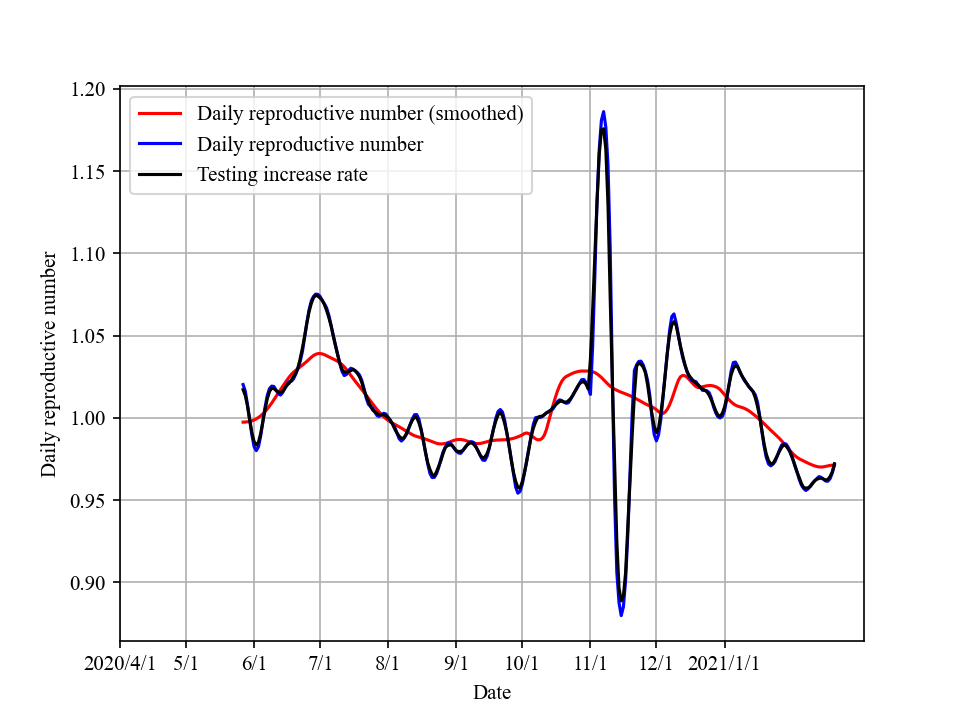 Daily reproductive number (smoothed)
Daily reproductive number
Testing increase rate
1.20
1.15
1.10
1.05
1.00
0.95
0.90
Daily reproductive number
2020/4/1 5/1 6/1 7/1 8/1 9/1 10/1 11/1 12/1 2021/1/1
Date